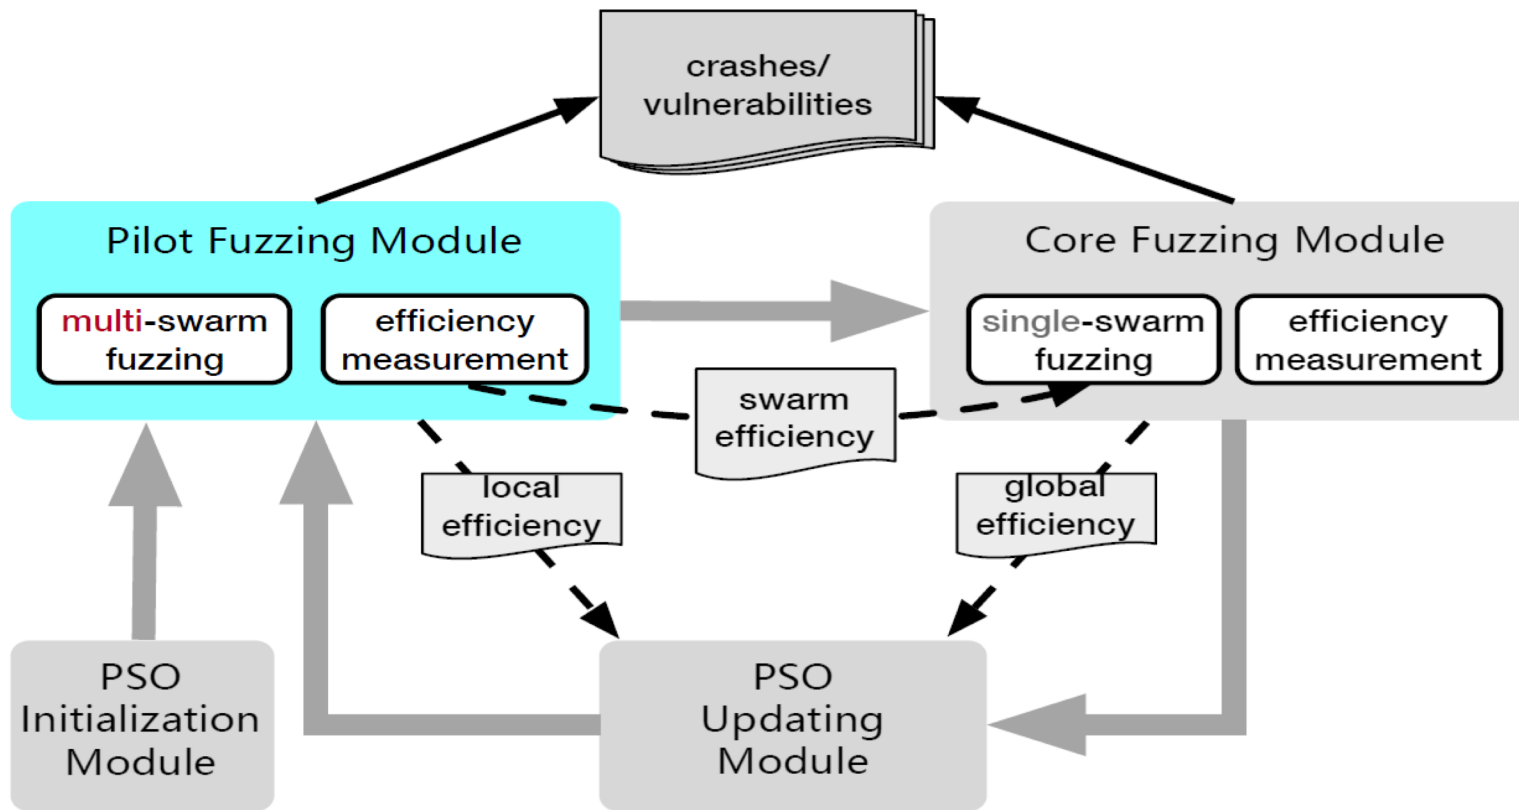 crashes/
vulnerabilities
Pilot Fuzzing Module
multi-swarm
fuzzing
efficiency
measurement
Core Fuzzing Module
single-swarm
fuzzing
efficiency
measurement
swarm
efficiency
local
efficiency
global
efficiency
PSO
Initialization
Module
PSO
Updating
Module